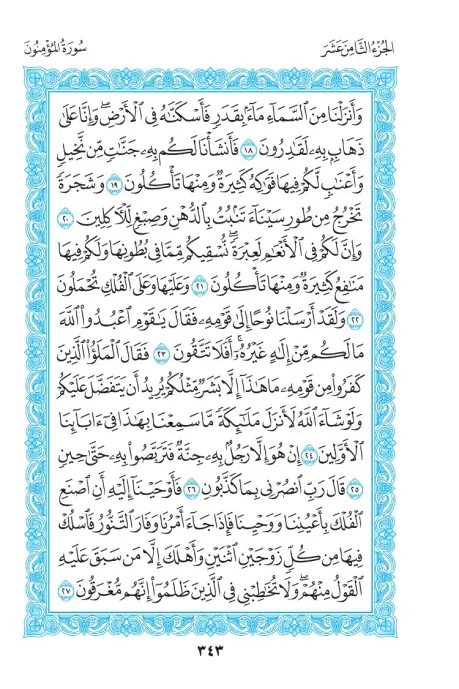 الجزء الثامن عشر
سورة المؤمنون
وَأَنزَلْنَا مِنَ ٱلسَّمَآءِ مَآءًۢ بِقَدَرٍ فَأَسْكَنَّٰهُ فِى ٱلْأَرْضِ ۖ وَإِنَّا عَلَىٰ
ذَهَابٍۭ بِهِۦ لَقَٰدِرُونَ ١٨ فَأَنشَأْنَا لَكُم بِهِۦ جَنَّٰتٍ مِّن نَّخِيلٍ
وَأَعْنَٰبٍ لَّكُمْ فِيهَا فَوَٰكِهُ كَثِيرَةٌ وَمِنْهَا تَأْكُلُونَ ١٩ وَشَجَرَةً
تَخْرُجُ مِن طُورِ سَيْنَآءَ تَنۢبُتُ بِٱلدُّهْنِ وَصِبْغٍ لِّلْـَٔاكِلِينَ ٢٠
وَإِنَّ لَكُمْ فِى ٱلْأَنْعَٰمِ لَعِبْرَةً ۖ نُّسْقِيكُم مِّمَّا فِى بُطُونِهَا وَلَكُمْ فِيهَا
مَنَٰفِعُ كَثِيرَةٌ وَمِنْهَا تَأْكُلُونَ ٢١ وَعَلَيْهَا وَعَلَى ٱلْفُلْكِ تُحْمَلُونَ
٢٢ وَلَقَدْ أَرْسَلْنَا نُوحًا إِلَىٰ قَوْمِهِۦ فَقَالَ يَٰقَوْمِ ٱعْبُدُوا۟ ٱللَّهَ
مَا لَكُم مِّنْ إِلَٰهٍ غَيْرُهُۥٓ ۖ أَفَلَا تَتَّقُونَ ٢٣ فَقَالَ ٱلْمَلَؤُا۟ ٱلَّذِينَ
كَفَرُوا۟ مِن قَوْمِهِۦ مَا هَٰذَآ إِلَّا بَشَرٌ مِّثْلُكُمْ يُرِيدُ أَن يَتَفَضَّلَ عَلَيْكُمْ
وَلَوْ شَآءَ ٱللَّهُ لَأَنزَلَ مَلَٰٓئِكَةً مَّا سَمِعْنَا بِهَٰذَا فِىٓ ءَابَآئِنَا
ٱلْأَوَّلِينَ ٢٤ إِنْ هُوَ إِلَّا رَجُلٌۢ بِهِۦ جِنَّةٌ فَتَرَبَّصُوا۟ بِهِۦ حَتَّىٰ حِينٍ
٢٥ قَالَ رَبِّ ٱنصُرْنِى بِمَا كَذَّبُونِ ٢٦ فَأَوْحَيْنَآ إِلَيْهِ أَنِ ٱصْنَعِ
ٱلْفُلْكَ بِأَعْيُنِنَا وَوَحْيِنَا فَإِذَا جَآءَ أَمْرُنَا وَفَارَ ٱلتَّنُّورُ ۙ فَٱسْلُكْ
فِيهَا مِن كُلٍّ زَوْجَيْنِ ٱثْنَيْنِ وَأَهْلَكَ إِلَّا مَن سَبَقَ عَلَيْهِ
ٱلْقَوْلُ مِنْهُمْ ۖ وَلَا تُخَٰطِبْنِى فِى ٱلَّذِينَ ظَلَمُوٓا۟ ۖ إِنَّهُم مُّغْرَقُونَ ٢٧
٣٤٣